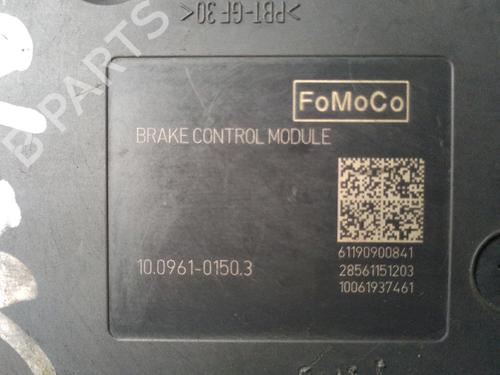 >PBT-GF30<
FoMoCo
BRAKE CONTROL MODULE
61190900841
10.0961-0150.3
28561151203
10061937461
B PARTS